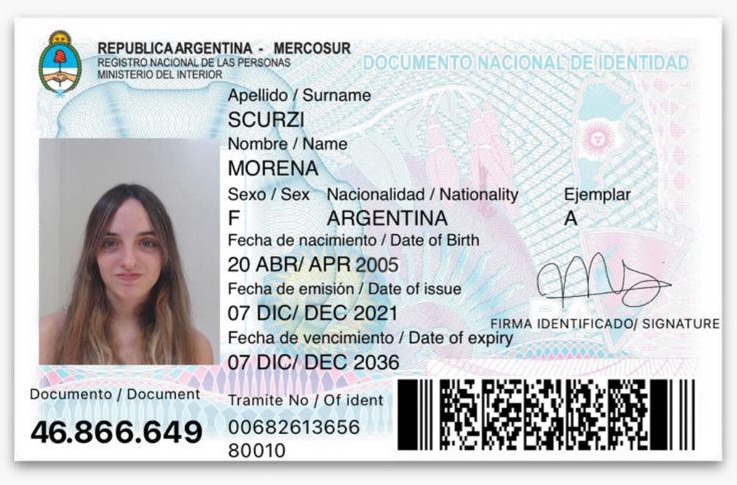 REPUBLICA ARGENTINA - MERCOSUR
REGISTRO NACIONAL DE LAS PERSONAS
MINISTERIO DEL INTERIOR
DOCUMENTO NACIONAL DE IDENTIDAD
Apellido / Surname
SCURZI
Nombre / Name
MORENA
Sexo / Sex Nacionalidad / Nationality Ejemplar
F ARGENTINA A
Fecha de nacimiento / Date of Birth
20 ABR/ APR 2005
Fecha de emisión / Date of issue
07 DIC/ DEC 2021
FIRMA IDENTIFICADO/ SIGNATURE
Fecha de vencimiento / Date of expiry
07 DIC/ DEC 2036
Documento / Document
46.866.649
Tramite No / Of ident
00682613656
80010